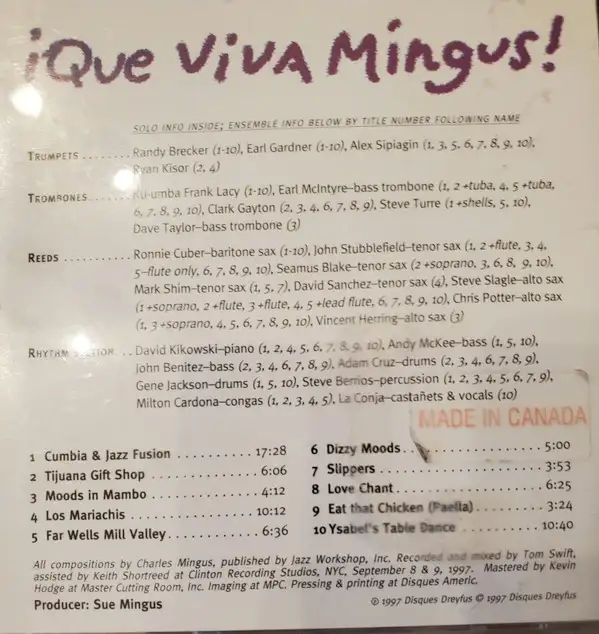 ¡Que Viva Mingus!
SOLO INFO INSIDE; ENSEMBLE INFO BELOW BY TITLE NUMBER FOLLOWING NAME
TRUMPETS ........ Randy Brecker (1-10), Earl Gardner (1-10), Alex Sipiagin (1, 3, 5, 6, 7, 8, 9, 10),
Ryan Kisor (2, 4)
TROMBONES ....... Ku-umba Frank Lacy (1-10), Earl McIntyre–bass trombone (1, 2 +tuba, 4, 5 +tuba,
6, 7, 8, 9, 10), Clark Gayton (2, 3, 4, 6, 7, 8, 9), Steve Turre (1 +shells, 5, 10),
Dave Taylor–bass trombone (3)
REEDS ........... Ronnie Cuber–baritone sax (1-10), John Stubblefield–tenor sax (1, 2 +flute, 3, 4,
5–flute only, 6, 7, 8, 9, 10), Seamus Blake–tenor sax (2 +soprano, 3, 6, 8, 9, 10),
Mark Shim–tenor sax (1, 5, 7), David Sanchez–tenor sax (4), Steve Slagle–alto sax
(1 +soprano, 2 +flute, 3 +flute, 4, 5 +lead flute, 6, 7, 8, 9, 10), Chris Potter–alto sax
(1, 3 +soprano, 4, 5, 6, 7, 8, 9, 10), Vincent Herring–alto sax (3)
RHYTHM SECTION .. David Kikowski–piano (1, 2, 4, 5, 6, 7, 8, 9, 10), Andy McKee–bass (1, 5, 10),
John Benitez–bass (2, 3, 4, 6, 7, 8, 9), Adam Cruz–drums (2, 3, 4, 6, 7, 8, 9),
Gene Jackson–drums (1, 5, 10), Steve Berrios–percussion (1, 2, 3, 4, 5, 6, 7, 9),
Milton Cardona–congas (1, 2, 3, 4, 5), La Conja–castañets & vocals (10)
MADE IN CANADA
1 Cumbia & Jazz Fusion .......... 17:28
2 Tijuana Gift Shop ............. 6:06
3 Moods in Mambo ................ 4:12
4 Los Mariachis ................. 10:12
5 Far Wells Mill Valley ......... 6:36
6 Dizzy Moods ................... 5:00
7 Slippers ...................... 3:53
8 Love Chant .................... 6:25
9 Eat that Chicken (Paella) ..... 3:24
10 Ysabel's Table Dance ......... 10:40
All compositions by Charles Mingus, published by Jazz Workshop, Inc. Recorded and mixed by Tom Swift,
assisted by Keith Shortreed at Clinton Recording Studios, NYC, September 8 & 9, 1997. Mastered by Kevin
Hodge at Master Cutting Room, Inc. Imaging at MPC. Pressing & printing at Disques Americ.
Producer: Sue Mingus
℗ 1997 Disques Dreyfus © 1997 Disques Dreyfus